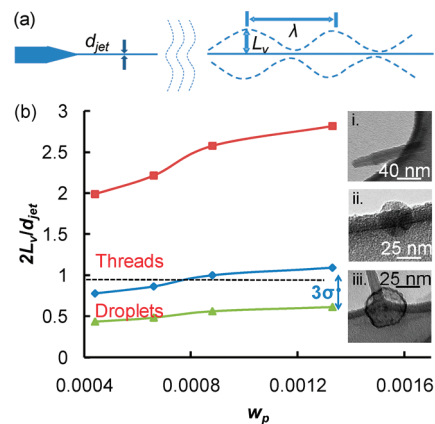 (a)
d_jet
L_v
λ
(b)
3
2.5
2
1.5
1
0.5
0
2L_v/d_jet
Threads
Droplets
3σ
i.
40 nm
ii.
25 nm
iii.
25 nm
0.0004
0.0008
0.0012
0.0016
w_p